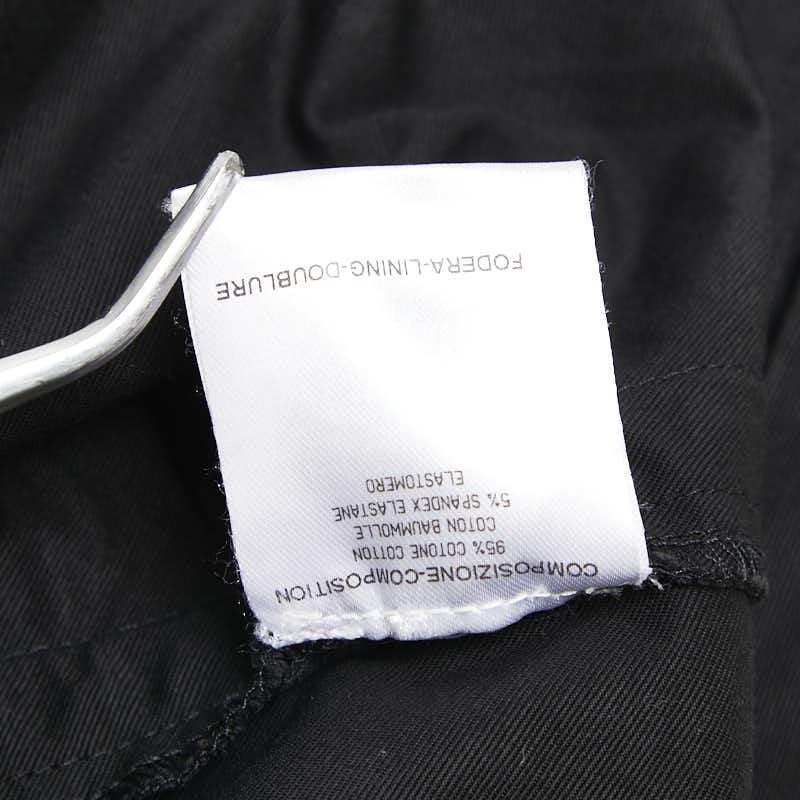 COMPOSIZIONE-COMPOSITION
95% COTONE COTTON
COTON BAUMWOLLE
5% SPANDEX ELASTANE
ELASTOMERO
FODERA-LINING-DOUBLURE